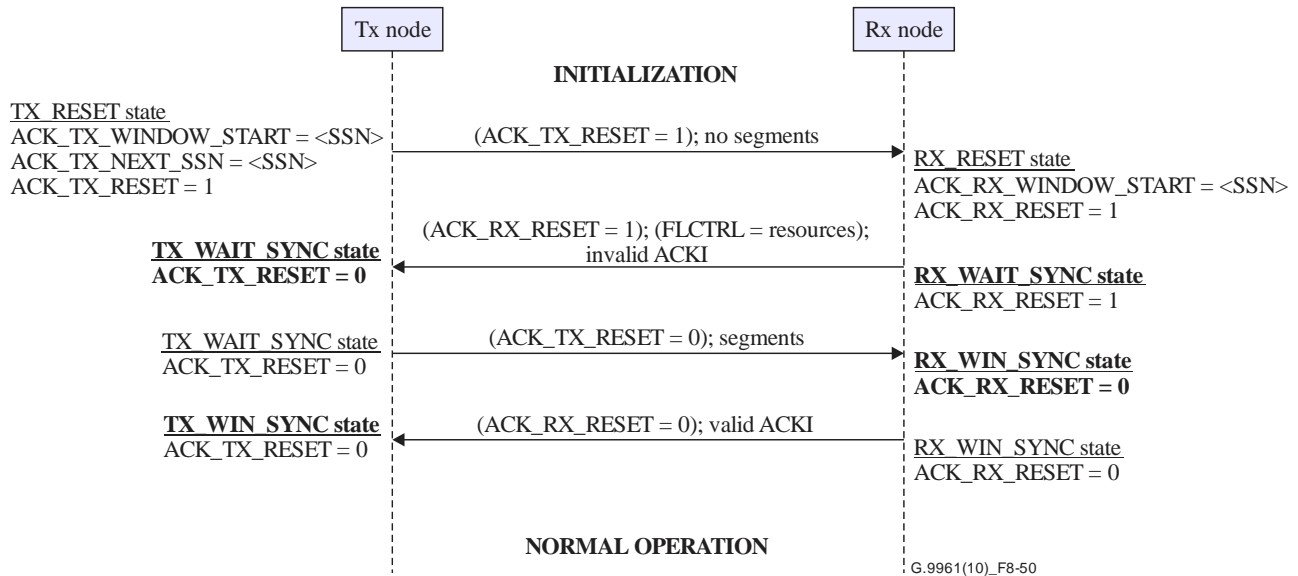 Tx node
Rx node
INITIALIZATION
TX_RESET state
ACK_TX_WINDOW_START = <SSN>
ACK_TX_NEXT_SSN = <SSN>
ACK_TX_RESET = 1
(ACK_TX_RESET = 1); no segments
RX_RESET state
ACK_RX_WINDOW_START = <SSN>
ACK_RX_RESET = 1
(ACK_RX_RESET = 1); (FLCTRL = resources);
invalid ACKI
TX_WAIT_SYNC state
ACK_TX_RESET = 0
RX_WAIT_SYNC state
ACK_RX_RESET = 1
TX_WAIT_SYNC state
ACK_TX_RESET = 0
(ACK_TX_RESET = 0); segments
RX_WIN_SYNC state
ACK_RX_RESET = 0
TX_WIN_SYNC state
ACK_TX_RESET = 0
(ACK_RX_RESET = 0); valid ACKI
RX_WIN_SYNC state
ACK_RX_RESET = 0
NORMAL OPERATION
G.9961(10)_F8-50